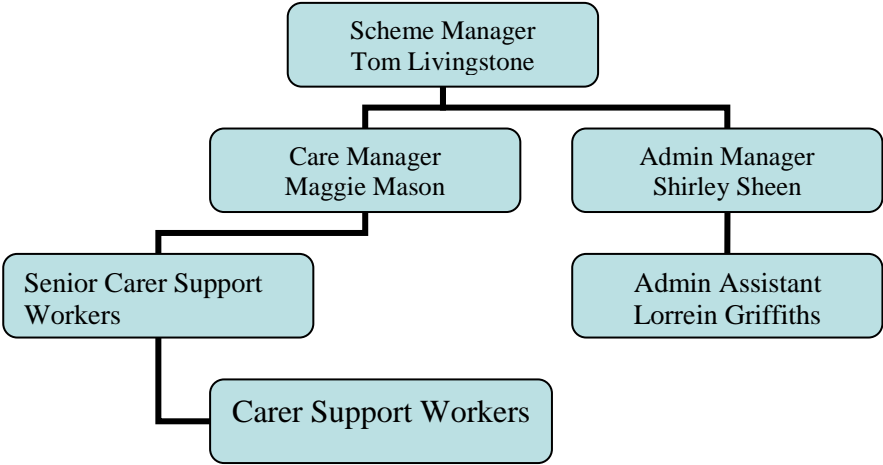 Scheme Manager
Tom Livingstone
Care Manager
Maggie Mason
Admin Manager
Shirley Sheen
Senior Carer Support
Workers
Admin Assistant
Lorrein Griffiths
Carer Support Workers